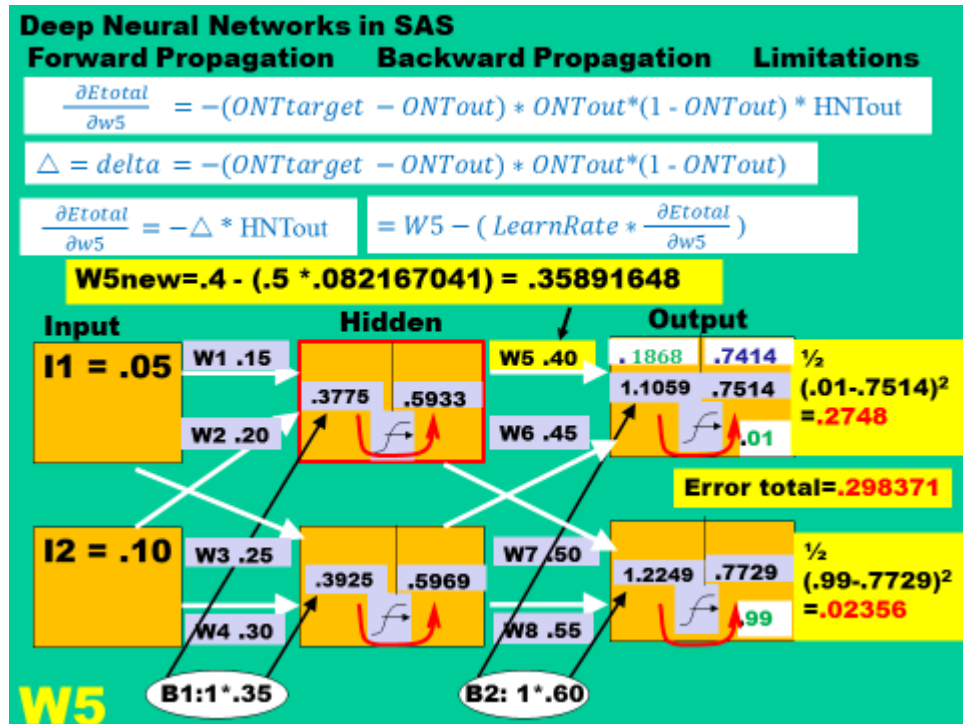 Deep Neural Networks in SAS
Forward Propagation Backward Propagation Limitations
∂Etotal/∂w5 = −(ONTtarget − ONTout) ∗ ONTout*(1 - ONTout) * HNTout
△ = delta = −(ONTtarget − ONTout) ∗ ONTout*(1 - ONTout)
∂Etotal/∂w5 = −△ * HNTout
= W5 − ( LearnRate ∗ ∂Etotal/∂w5 )
W5new=.4 - (.5 *.082167041) = .35891648
Input Hidden Output
I1 = .05
W1 .15
W2 .20
.3775 .5933
W5 .40
W6 .45
.1868 .7414
1.1059 .7514
.01
½
(.01-.7514)²
=.2748
Error total=.298371
I2 = .10
W3 .25
W4 .30
.3925 .5969
W7 .50
W8 .55
1.2249 .7729
.99
½
(.99-.7729)²
=.02356
B1:1*.35
B2: 1*.60
W5